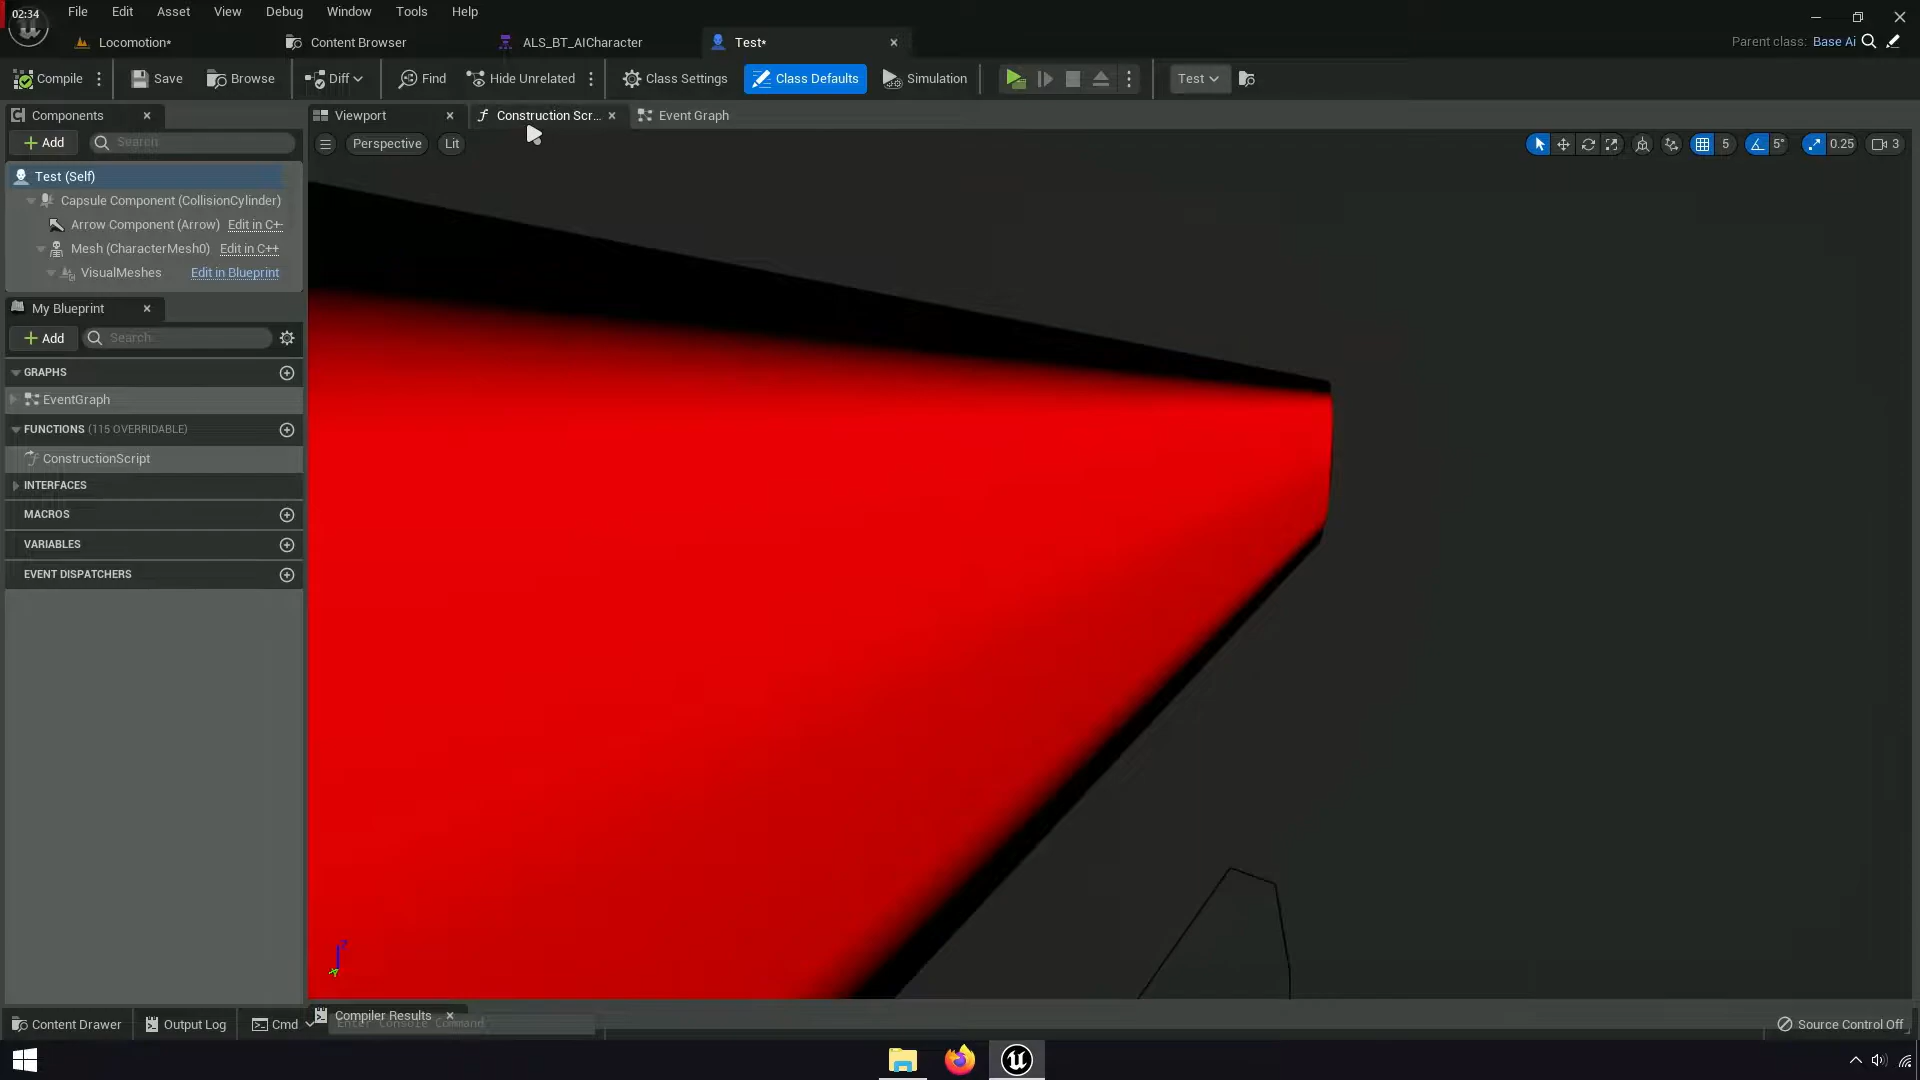 02:34
File Edit Asset View Debug Window Tools Help
Locomotion* Content Browser ALS_BT_AICharacter Test* Parent class: Base Ai
Compile Save Browse Diff Find Hide Unrelated Class Settings Class Defaults Simulation Test
Components Viewport Construction Scr... Event Graph
Add Search Perspective Lit 5 5° 0.25 3
Test (Self)
Capsule Component (CollisionCylinder)
Arrow Component (Arrow) Edit in C+
Mesh (CharacterMesh0) Edit in C++
VisualMeshes Edit in Blueprint
My Blueprint
Add Search...
GRAPHS
EventGraph
FUNCTIONS (115 OVERRIDABLE)
ConstructionScript
INTERFACES
MACROS
VARIABLES
EVENT DISPATCHERS
Z
Compiler Results
Content Drawer Output Log Cmd Enter Console Command Source Control Off